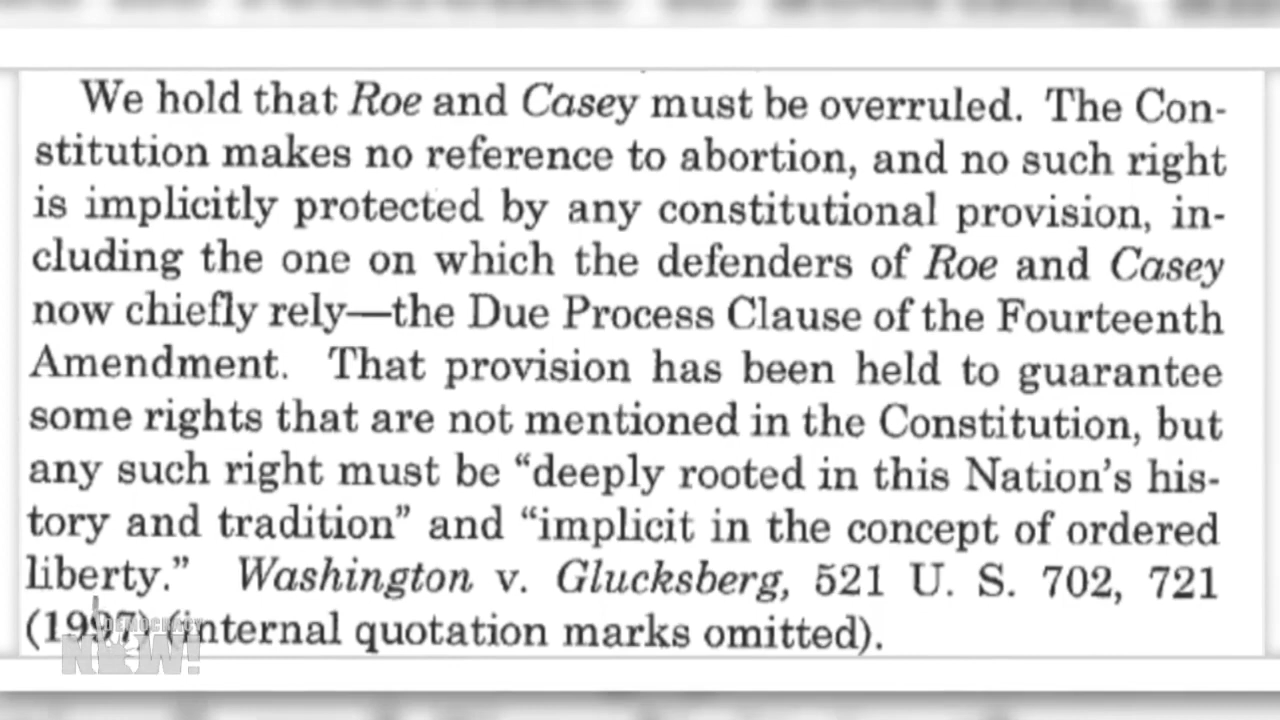 We hold that Roe and Casey must be overruled. The Con-
stitution makes no reference to abortion, and no such right
is implicitly protected by any constitutional provision, in-
cluding the one on which the defenders of Roe and Casey
now chiefly rely—the Due Process Clause of the Fourteenth
Amendment. That provision has been held to guarantee
some rights that are not mentioned in the Constitution, but
any such right must be “deeply rooted in this Nation’s his-
tory and tradition” and “implicit in the concept of ordered
liberty.” Washington v. Glucksberg, 521 U. S. 702, 721
(1997) (internal quotation marks omitted).
DEMOCRACY
NOW!